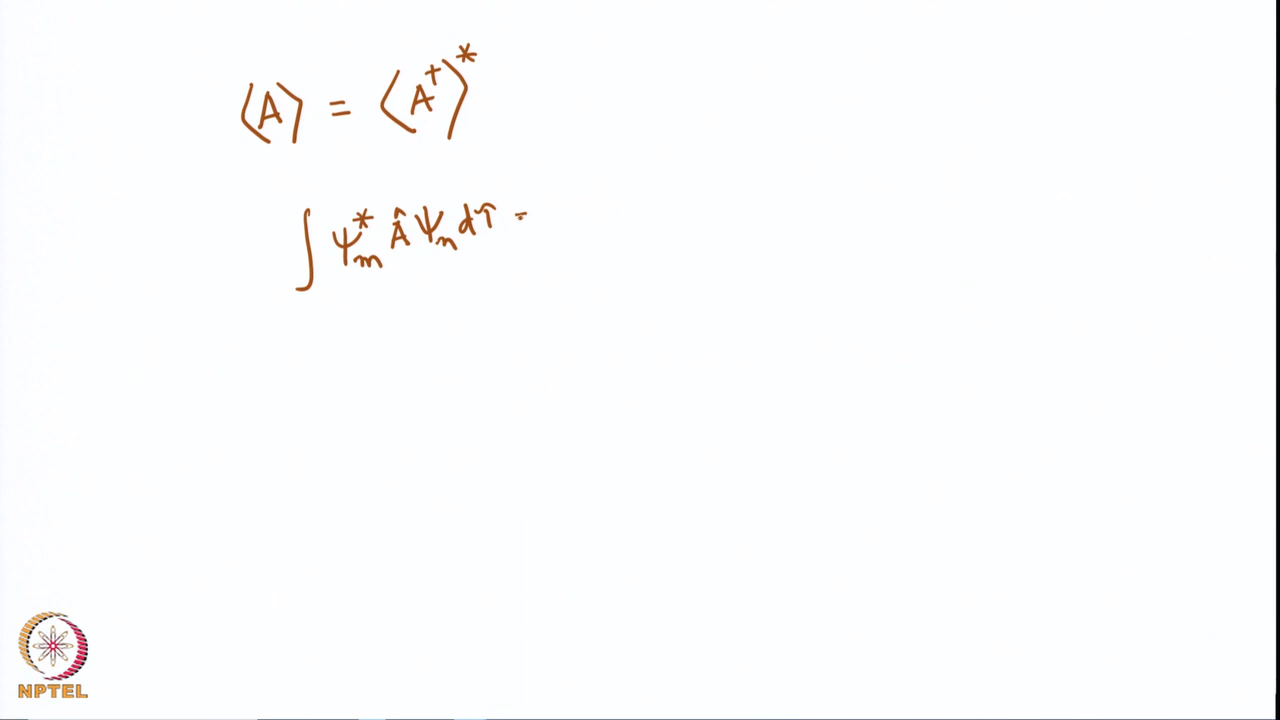 ⟨A⟩ = ⟨A†⟩*
∫ ψₘ* Â ψₙ dτ =
NPTEL